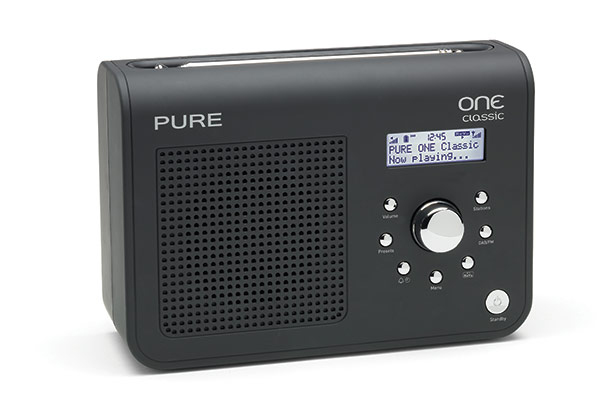 PURE
ONE
classic
12:45
PURE ONE Classic
Now playing...
Volume
Stations
Presets
DAB/FM
Menu
Info
Standby